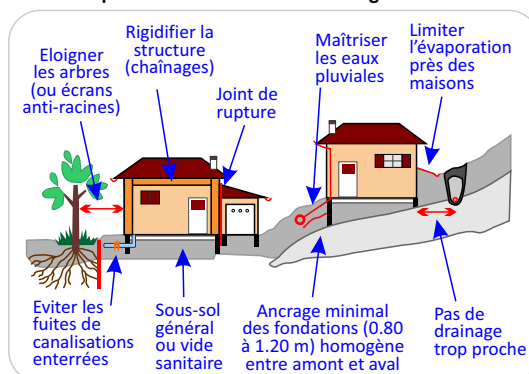 Eloigner
les arbres
(ou écrans
anti-racines)
Rigidifier la
structure
(chaînages)
Joint de
rupture
Maîtriser
les eaux
pluviales
Limiter
l'évaporation
près des
maisons
Eviter les
fuites de
canalisations
enterrées
Sous-sol
général
ou vide
sanitaire
Ancrage minimal
des fondations (0.80
à 1.20 m) homogène
entre amont et aval
Pas de
drainage
trop proche